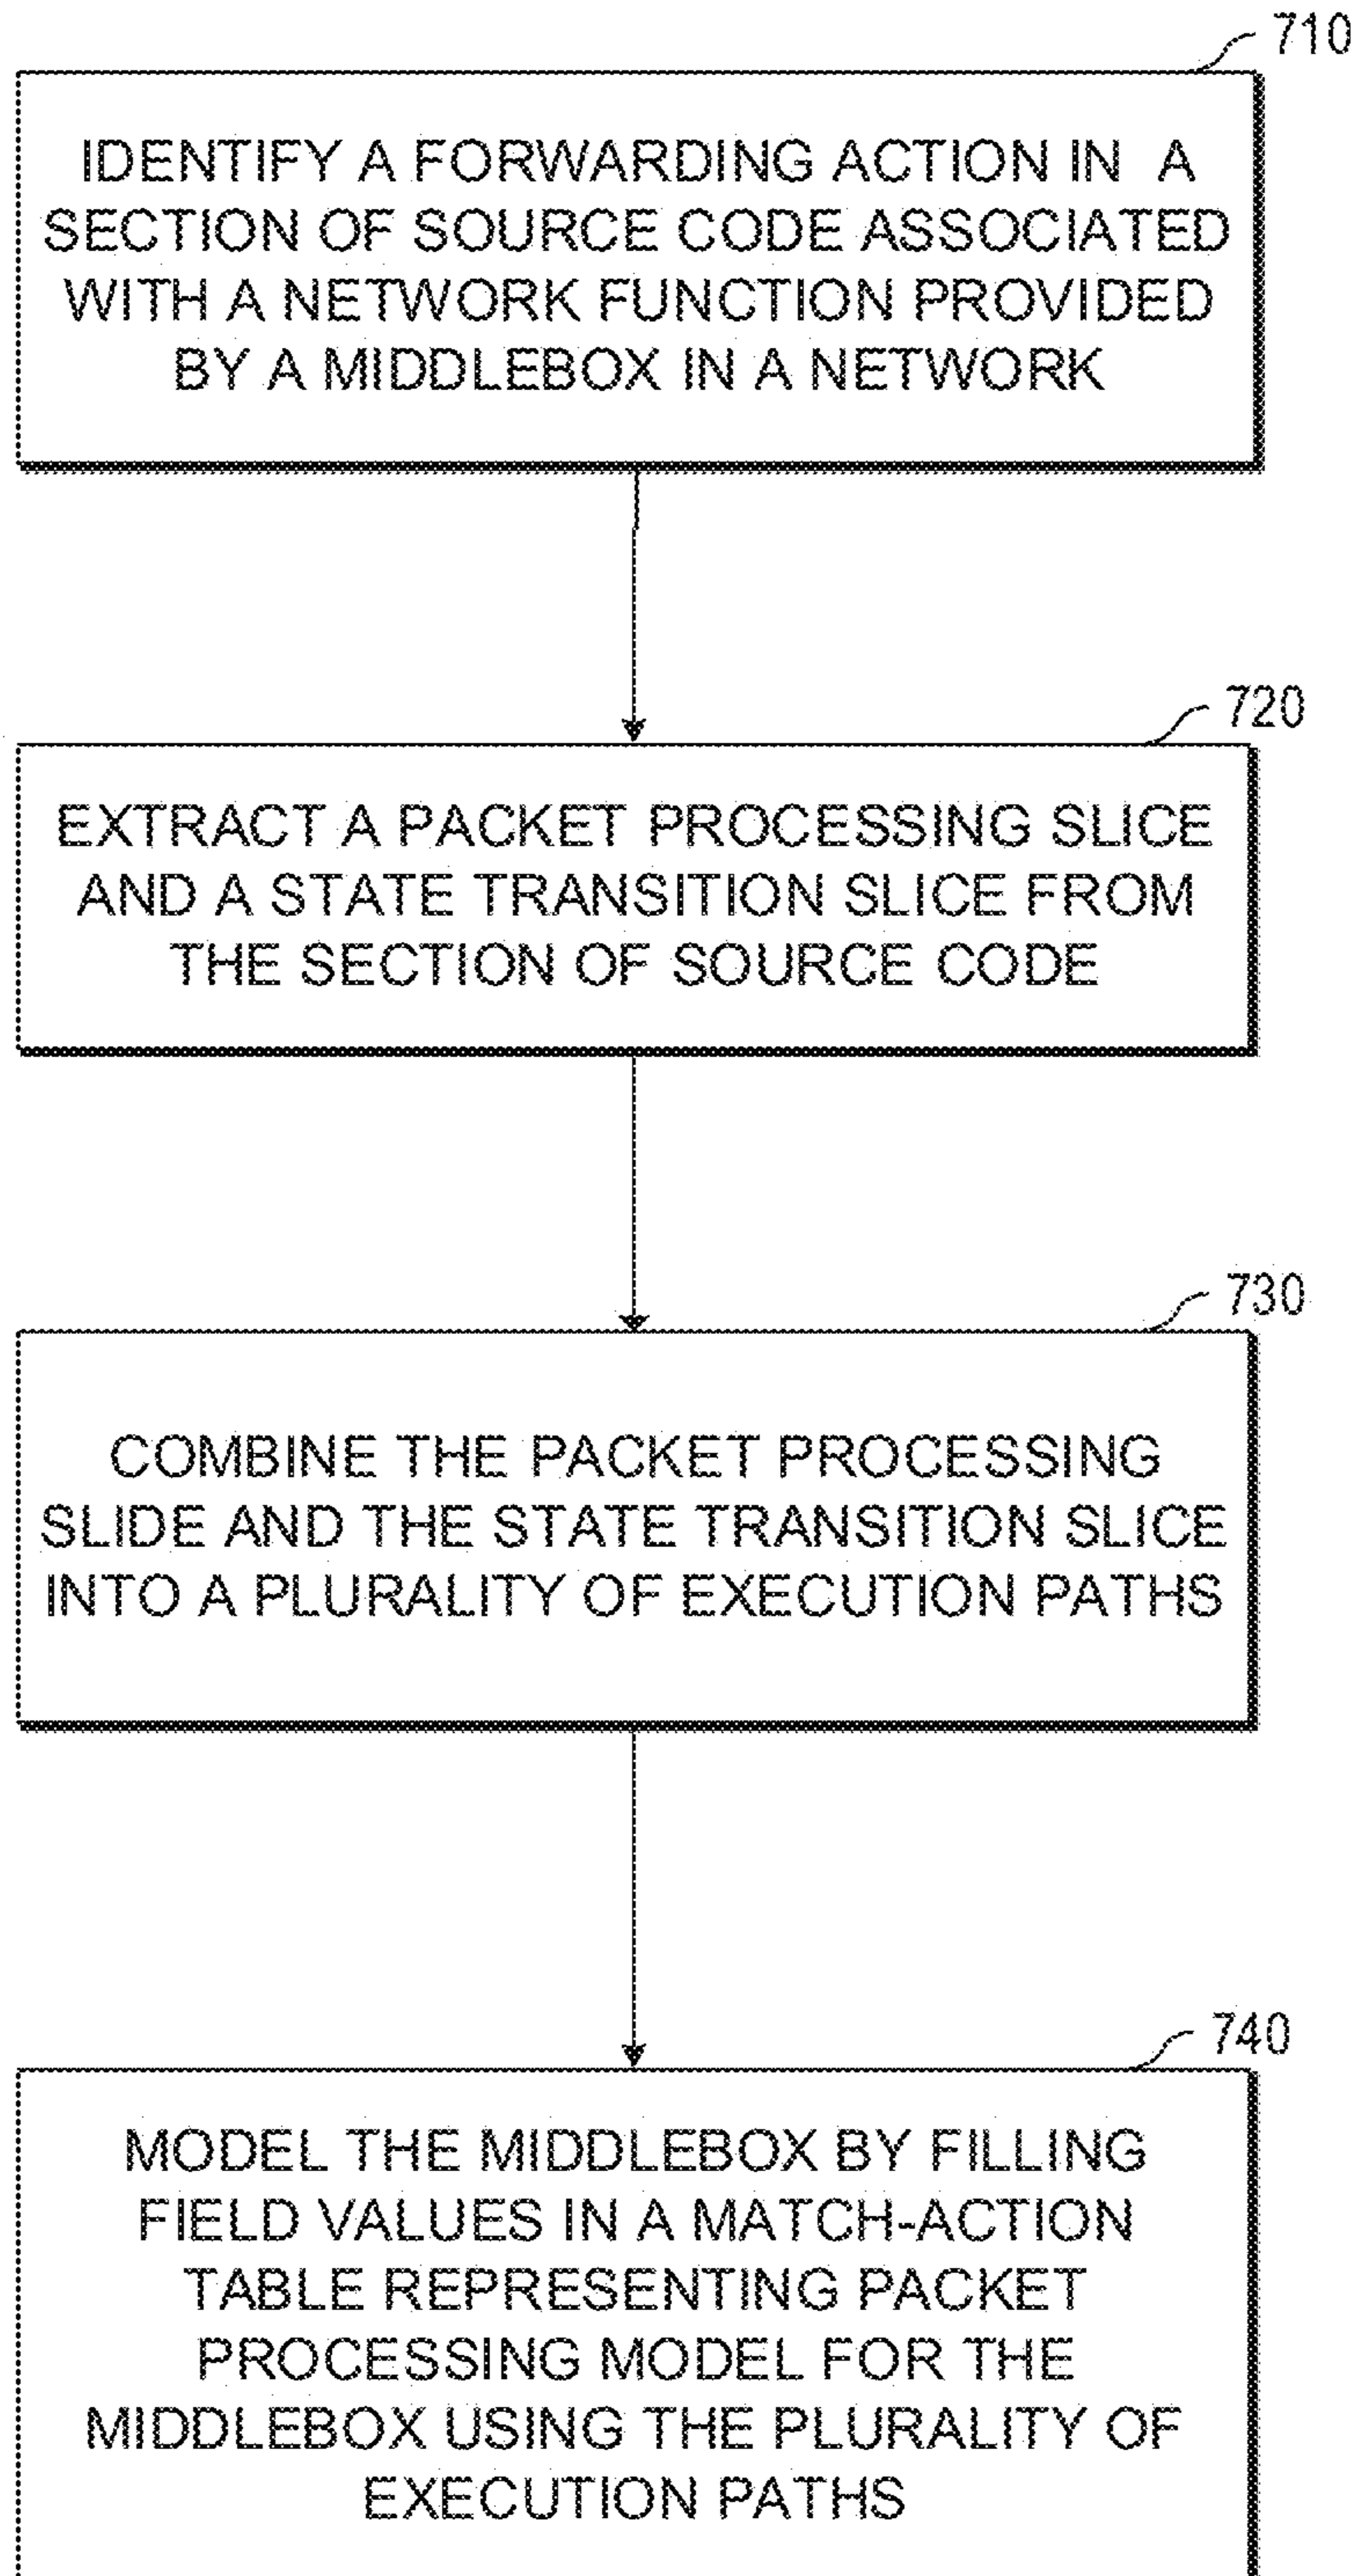 710
IDENTIFY A FORWARDING ACTION IN A
SECTION OF SOURCE CODE ASSOCIATED
WITH A NETWORK FUNCTION PROVIDED
BY A MIDDLEBOX IN A NETWORK
720
EXTRACT A PACKET PROCESSING SLICE
AND A STATE TRANSITION SLICE FROM
THE SECTION OF SOURCE CODE
730
COMBINE THE PACKET PROCESSING
SLIDE AND THE STATE TRANSITION SLICE
INTO A PLURALITY OF EXECUTION PATHS
740
MODEL THE MIDDLEBOX BY FILLING
FIELD VALUES IN A MATCH-ACTION
TABLE REPRESENTING PACKET
PROCESSING MODEL FOR THE
MIDDLEBOX USING THE PLURALITY OF
EXECUTION PATHS